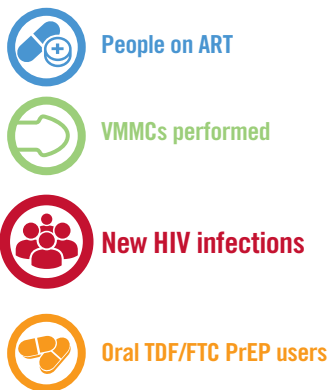 People on ART
VMMCs performed
New HIV infections
Oral TDF/FTC PrEP users